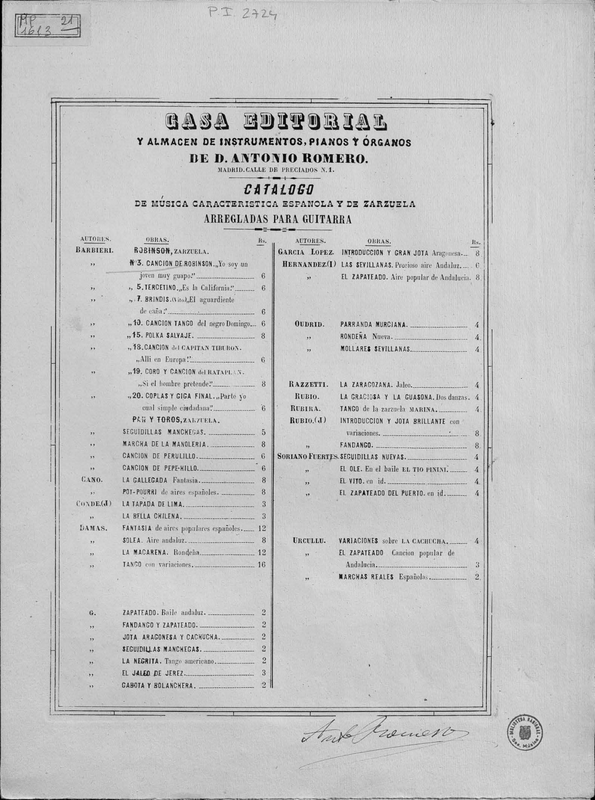 P.I. 2724
MP 21
1613
CASA EDITORIAL
Y ALMACEN DE INSTRUMENTOS, PIANOS Y ÓRGANOS
DE D. ANTONIO ROMERO.
MADRID. CALLE DE PRECIADOS N. 1.
CATÁLOGO
DE MÚSICA CARACTERISTICA ESPAÑOLA Y DE ZARZUELA
ARREGLADAS PARA GUITARRA
AUTORES. OBRAS. Rs.
BARBIERI. ROBINSON, ZARZUELA.
Nº 3. CANCION DE ROBINSON. „Yo soy un
joven muy guapo.“ 6
„ „ 5, TERCETINO. „Es la California.“ 6
„ „ 7. BRINDIS. „El aguardiente
de caña.“ 6
„ „ 10. CANCION TANGO del negro Domingo. 6
„ „ 15. POLKA SALVAJE. 8
„ „ 18. CANCION del CAPITAN TIBURON.
„Alli en Europa.“ 6
„ „ 19. CORO Y CANCION del RATAPLAN.
„Si el hombre pretende.“ 8
„ „ 20. COPLAS Y GIGA FINAL. „Parto yo
cual simple ciudadana.“ 6
PAN Y TOROS, ZARZUELA.
„ SEGUIDILLAS MANCHEGAS. 5
„ MARCHA DE LA MANOLERIA 8
„ CANCION DE PERULILLO. 6
„ CANCION DE PEPE-HILLO. 6
CANO. LA GALLEGADA Fantasia. 8
„ POT-POURRI de aires españoles. 8
CONDE (J) LA TAPADA DI LIMA. 3
„ LA BELLA CHILENA. 3
DAMAS. FANTASIA de aires populares españoles. 12
„ SOLEA. Aire andaluz. 8
„ LA MACARENA. Rondeña 12
„ TANGO con variaciones. 16
G. ZAPATEADO. Baile andaluz. 2
„ FANDANGO Y ZAPATEADO. 2
„ JOTA ARAGONESA Y CACHUCHA. 2
„ SEGUIDILLAS MANCHEGAS. 2
„ LA NEGRITA. Tango americano. 2
„ EL JALEO DE JEREZ. 3
„ GABOTA Y BOLANCHERA. 2
AUTORES. OBRAS. Rs.
GARCIA LOPEZ. INTRODUCCION Y GRAN JOTA Aragonesa. 8
HERNANDEZ (I) LAS SEVILLANAS. Precioso aire Andaluz. 6
„ EL ZAPATEADO. Aire popular de Andalucia. 8
OUDRID. PARRANDA MURCIANA. 4
„ RONDEÑA Nueva. 4
„ MOLLARES SEVILLANAS. 4
RAZZETTI. LA ZARAGOZANA. Jaleo. 4
RUBIO. LA GRACIOSA Y LA GUASONA. Dos danzas. 4
RUBIRA. TANGO de la zarzuela MARINA. 4
RUBIO. (J) INTRODUCCION Y JOTA BRILLANTE con
variaciones. 8
„ FANDANGO. 8
SORIANO FUERTES. SEGUIDILLAS NUEVAS. 4
„ EL OLE. En el baile EL TIO PININI. 4
„ EL VITO. en id. 4
„ EL ZAPATEADO DEL PUERTO. en id. 4
URCULLU. VARIACIONES sobre LA CACHUCHA. 4
„ EL ZAPATEADO Cancion popular de
Andalucia. 3
„ MARCHAS REALES Españolas. 2
Anto Romero